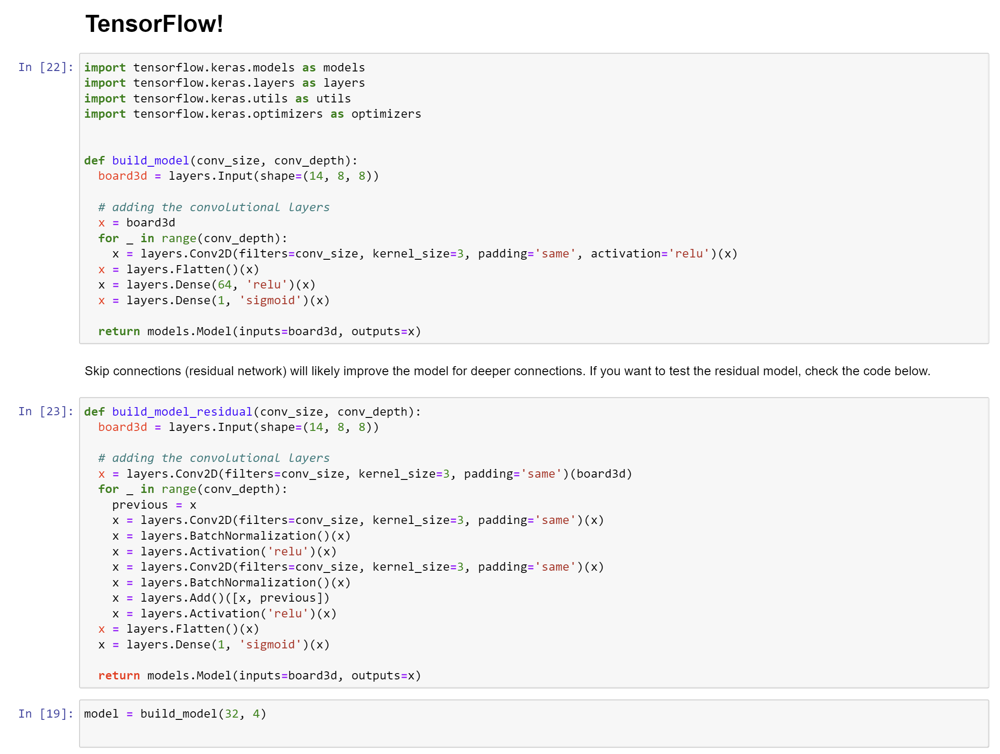 TensorFlow!
In [22]:
import tensorflow.keras.models as models
import tensorflow.keras.layers as layers
import tensorflow.keras.utils as utils
import tensorflow.keras.optimizers as optimizers
def build_model(conv_size, conv_depth):
  board3d = layers.Input(shape=(14, 8, 8))
  # adding the convolutional layers
  x = board3d
  for _ in range(conv_depth):
    x = layers.Conv2D(filters=conv_size, kernel_size=3, padding='same', activation='relu')(x)
  x = layers.Flatten()(x)
  x = layers.Dense(64, 'relu')(x)
  x = layers.Dense(1, 'sigmoid')(x)
  return models.Model(inputs=board3d, outputs=x)
Skip connections (residual network) will likely improve the model for deeper connections. If you want to test the residual model, check the code below.
In [23]:
def build_model_residual(conv_size, conv_depth):
  board3d = layers.Input(shape=(14, 8, 8))
  # adding the convolutional layers
  x = layers.Conv2D(filters=conv_size, kernel_size=3, padding='same')(board3d)
  for _ in range(conv_depth):
    previous = x
    x = layers.Conv2D(filters=conv_size, kernel_size=3, padding='same')(x)
    x = layers.BatchNormalization()(x)
    x = layers.Activation('relu')(x)
    x = layers.Conv2D(filters=conv_size, kernel_size=3, padding='same')(x)
    x = layers.BatchNormalization()(x)
    x = layers.Add()([x, previous])
    x = layers.Activation('relu')(x)
  x = layers.Flatten()(x)
  x = layers.Dense(1, 'sigmoid')(x)
  return models.Model(inputs=board3d, outputs=x)
In [19]:
model = build_model(32, 4)